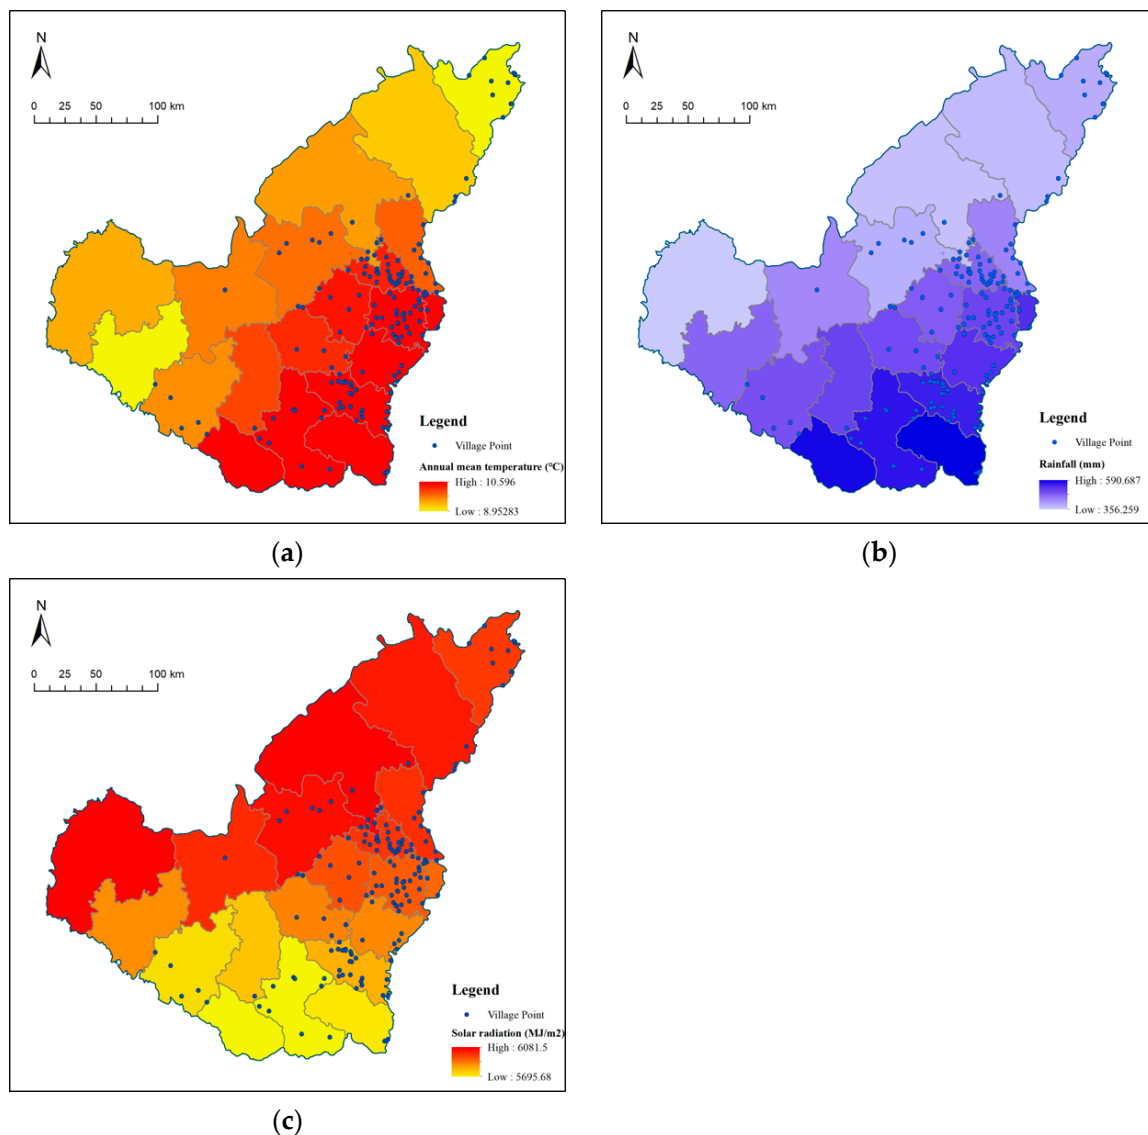 N
0 25 50 100 km
Legend
Village Point
Annual mean temperature (℃)
High : 10.596
Low : 8.95283
(a)
N
0 25 50 100 km
Legend
Village Point
Rainfall (mm)
High : 590.687
Low : 356.259
(b)
N
0 25 50 100 km
Legend
Village Point
Solar radiation (MJ/m2)
High : 6081.5
Low : 5695.68
(c)